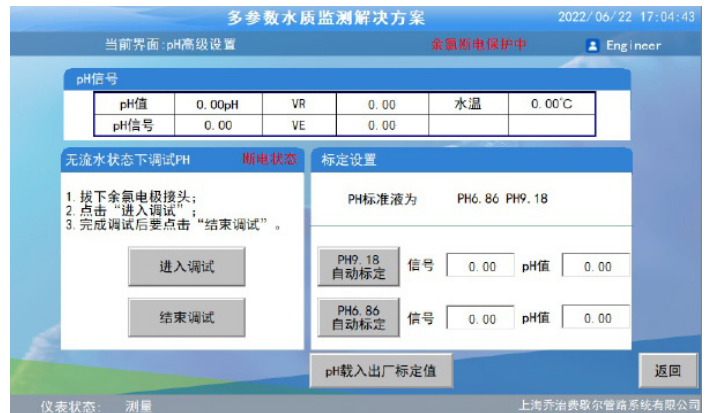 多参数水质监测解决方案 2022/06/22 17:04:43
当前界面:pH高级设置 余氯断电保护中 Engineer
pH信号
pH值 0.00pH VR 0.00 水温 0.00℃
pH信号 0.00 VE 0.00
无流水状态下调试PH 断电状态
1. 拔下余氯电极接头;
2. 点击“进入调试”;
3. 完成调试后要点击“结束调试”。
进入调试
结束调试
标定设置
PH标准液为 PH6.86 PH9.18
PH9.18
自动标定 信号 0.00 pH值 0.00
PH6.86
自动标定 信号 0.00 pH值 0.00
pH载入出厂标定值
返回
仪表状态: 测量 上海乔治费歇尔管路系统有限公司